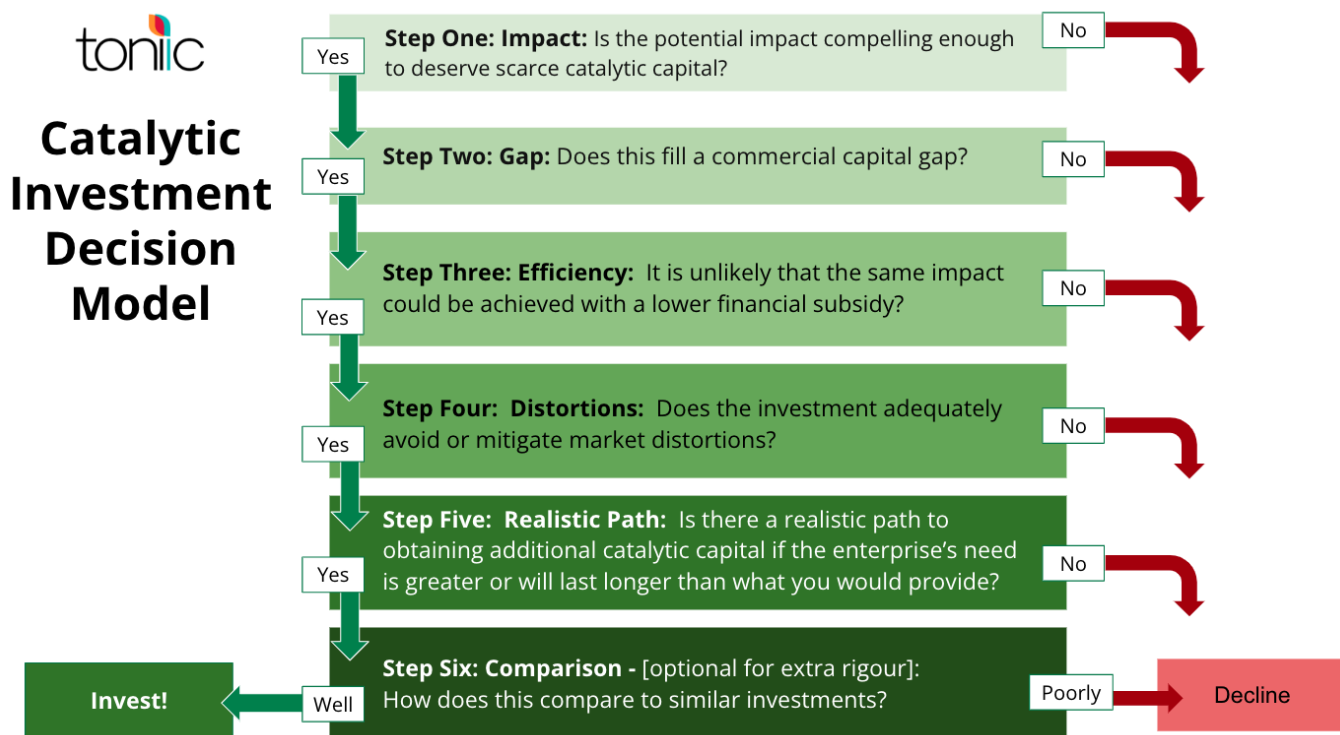 toniic
Catalytic
Investment
Decision
Model
Yes
Step One: Impact: Is the potential impact compelling enough
to deserve scarce catalytic capital?
No
Yes
Step Two: Gap: Does this fill a commercial capital gap?
No
Yes
Step Three: Efficiency: It is unlikely that the same impact
could be achieved with a lower financial subsidy?
No
Yes
Step Four: Distortions: Does the investment adequately
avoid or mitigate market distortions?
No
Yes
Step Five: Realistic Path: Is there a realistic path to
obtaining additional catalytic capital if the enterprise’s need
is greater or will last longer than what you would provide?
No
Invest!
Well
Step Six: Comparison - [optional for extra rigour]:
How does this compare to similar investments?
Poorly
Decline